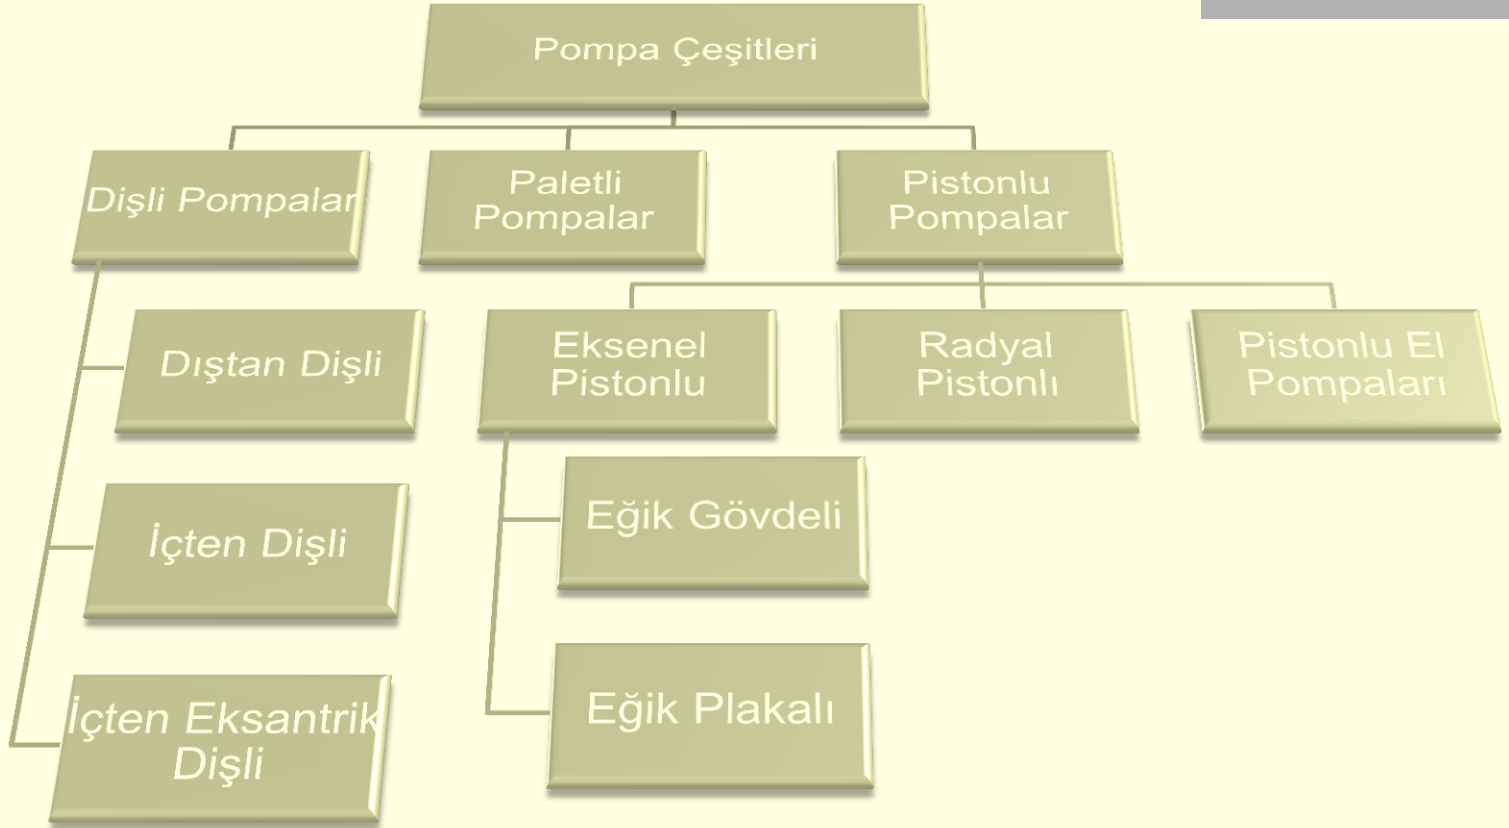 Pompa Çeşitleri
Dişli Pompalar
Paletli
Pompalar
Pistonlu
Pompalar
Dıştan Dişli
İçten Dişli
İçten Eksantrik
Dişli
Eksenel
Pistonlu
Eğik Gövdeli
Eğik Plakalı
Radyal
Pistonlı
Pistonlu El
Pompaları